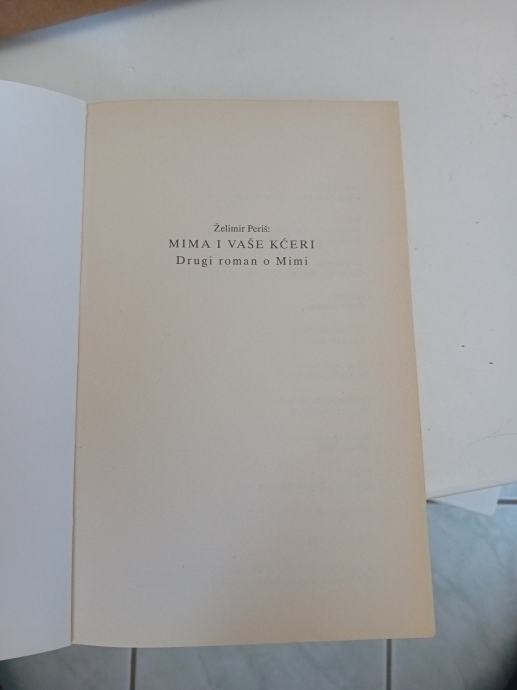 Želimir Periš:
MIMA I VAŠE KĆERI
Drugi roman o Mimi